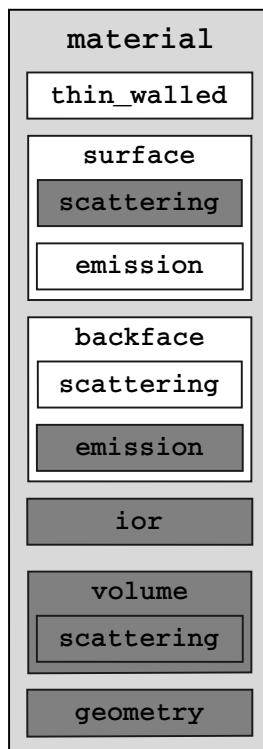 material
thin_walled
surface
scattering
emission
backface
scattering
emission
ior
volume
scattering
geometry